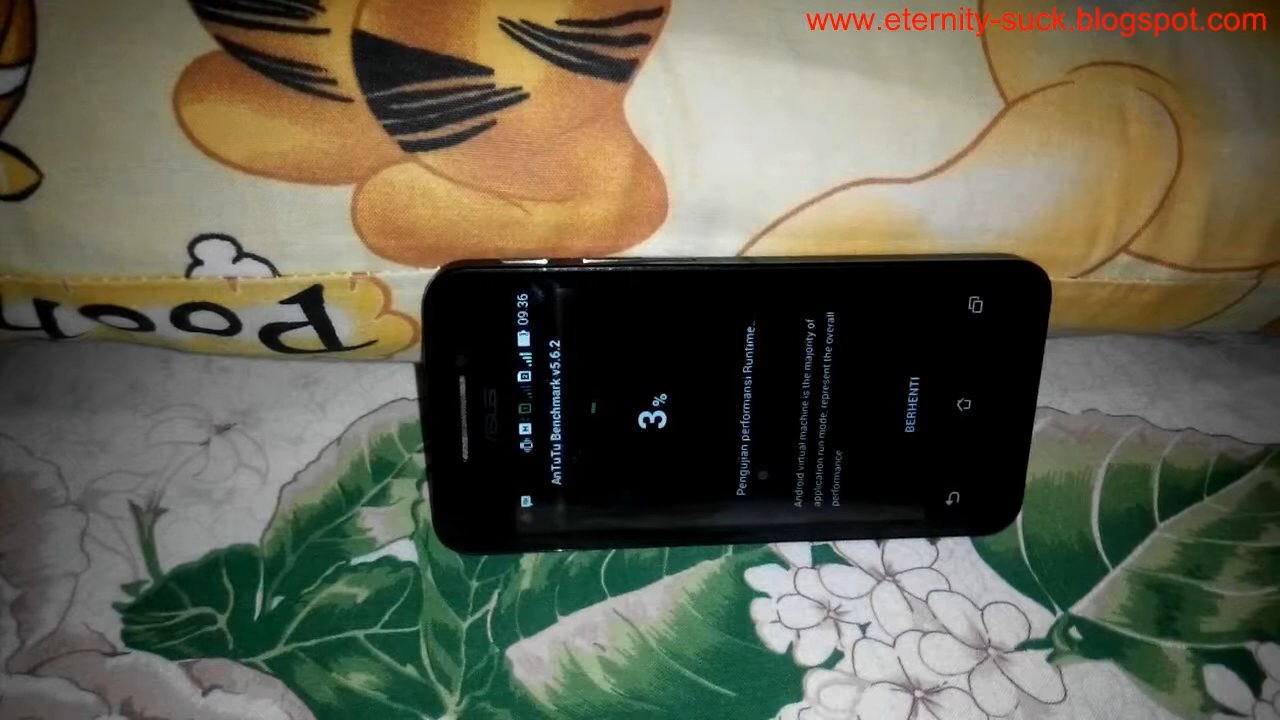 www.eternity-suck.blogspot.com
Pooh
ASUS
09.36
AnTuTu Benchmark v5.6.2
3%
Pengujian performansi Runtime..
Android virtual machine is the majority of
application run mode, represent the overall
performance
BERHENTI